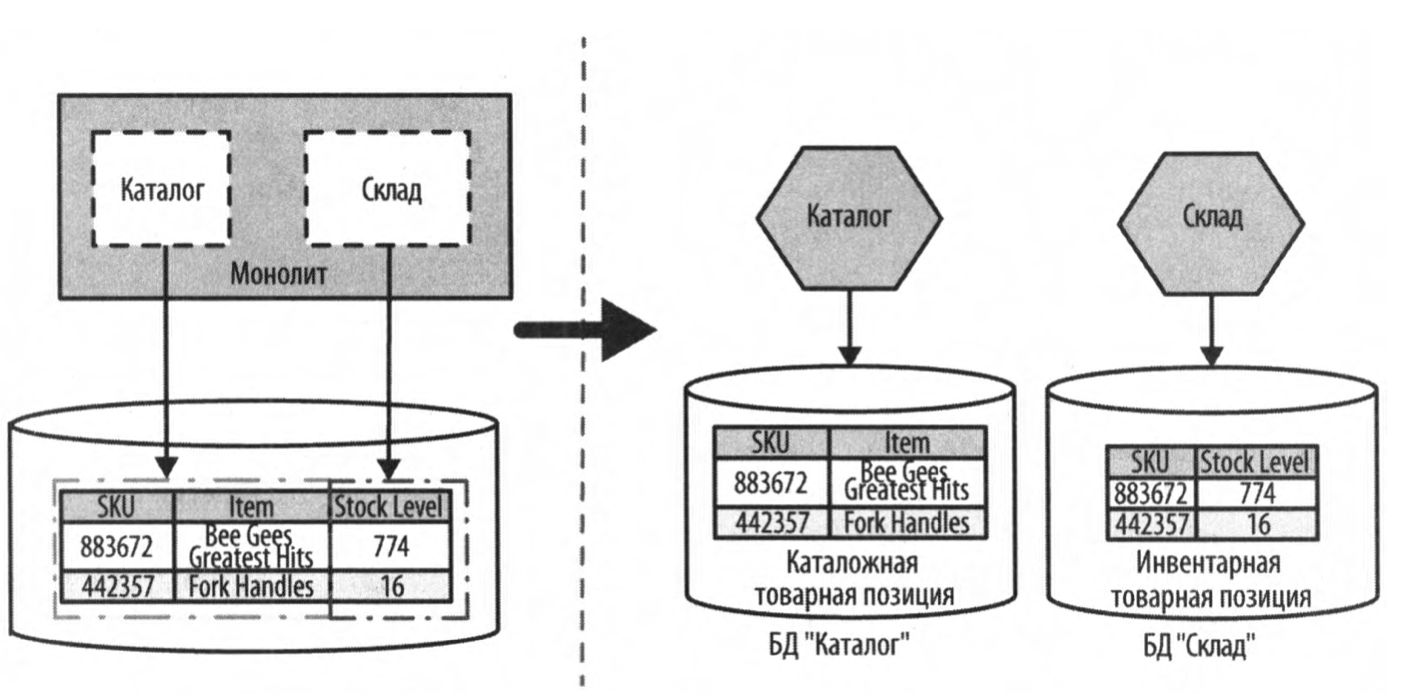 Каталог
Склад
Монолит
SKU Item Stock Level
883672 Bee Gees Greatest Hits 774
442357 Fork Handles 16
Каталог
SKU Item
883672 Bee Gees Greatest Hits
442357 Fork Handles
Каталожная
товарная позиция
БД "Каталог"
Склад
SKU Stock Level
883672 774
442357 16
Инвентарная
товарная позиция
БД "Склад"